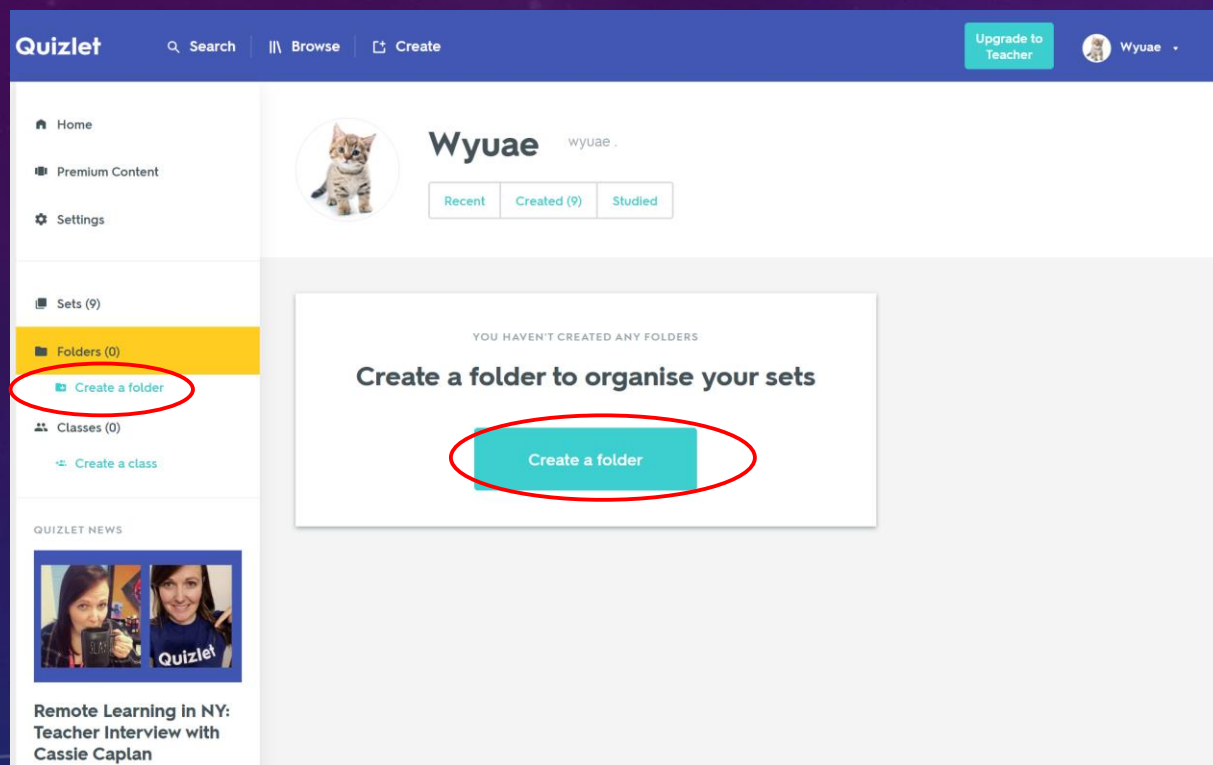 Quizlet
Search
Browse
Create
Upgrade to
Teacher
Wyuae
Home
Premium Content
Settings
Wyuae
wyuae .
Recent
Created (9)
Studied
Sets (9)
Folders (0)
Create a folder
Classes (0)
Create a class
YOU HAVEN'T CREATED ANY FOLDERS
Create a folder to organise your sets
Create a folder
QUIZLET NEWS
Quizlet
Remote Learning in NY:
Teacher Interview with
Cassie Caplan